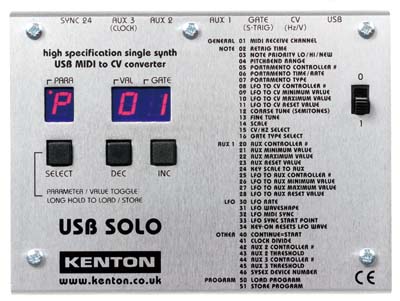 SYNC 24 AUX 3 AUX 2 AUX 1 GATE CV USB
(CLOCK) (S-TRIG) (Hz/V)
high specification single synth
USB MIDI to CV converter
PARA VAL GATE
P 01
SELECT DEC INC
PARAMETER / VALUE TOGGLE
LONG HOLD TO LOAD / STORE
USB SOLO
KENTON
www.kenton.co.uk
GENERAL 01 MIDI RECEIVE CHANNEL
NOTE 02 RETRIG TIME
03 NOTE PRIORITY LO/HI/NEW
04 PITCHBEND RANGE
05 PORTAMENTO CONTROLLER #
06 PORTAMENTO TIME/RATE
07 PORTAMENTO TYPE
08 LFO TO CV CONTROLLER #
09 LFO TO CV MINIMUM VALUE
10 LFO TO CV MAXIMUM VALUE
11 LFO TO CV RESET VALUE
12 COARSE TUNE (SEMITONES)
13 FINE TUNE
14 SCALE
15 CV/HZ SELECT
16 GATE TYPE SELECT
AUX 1 20 AUX CONTROLLER #
21 AUX MINIMUM VALUE
22 AUX MAXIMUM VALUE
23 AUX RESET VALUE
24 KEY SCALE TO AUX
25 LFO TO AUX CONTROLLER #
26 LFO TO AUX MINIMUM VALUE
27 LFO TO AUX MAXIMUM VALUE
28 LFO TO AUX RESET VALUE
LFO 30 LFO RATE
31 LFO WAVESHAPE
32 LFO MIDI SYNC
33 LFO SYNC START POINT
34 KEY-ON RESETS LFO WAVE
OTHER 40 CONTINUE=START
41 CLOCK DIVIDE
42 AUX 2 CONTROLLER #
43 AUX 2 THRESHOLD
44 AUX 3 CONTROLLER #
45 AUX 3 THRESHOLD
46 SYSEX DEVICE NUMBER
PROGRAM 50 LOAD PROGRAM
51 STORE PROGRAM
0
1
CE